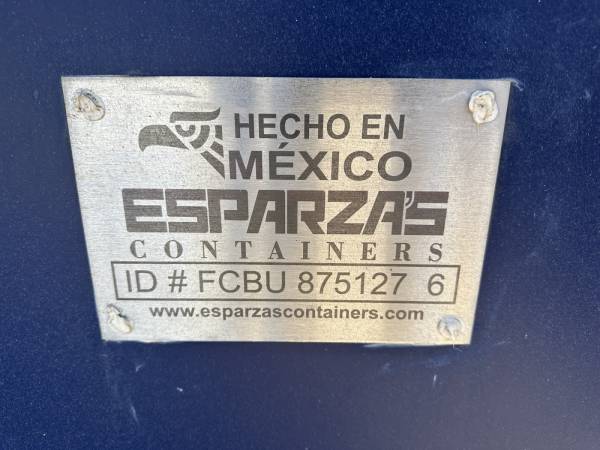 HECHO EN
MÉXICO
ESPARZA'S
CONTAINERS
ID # FCBU 875127 6
www.esparzascontainers.com